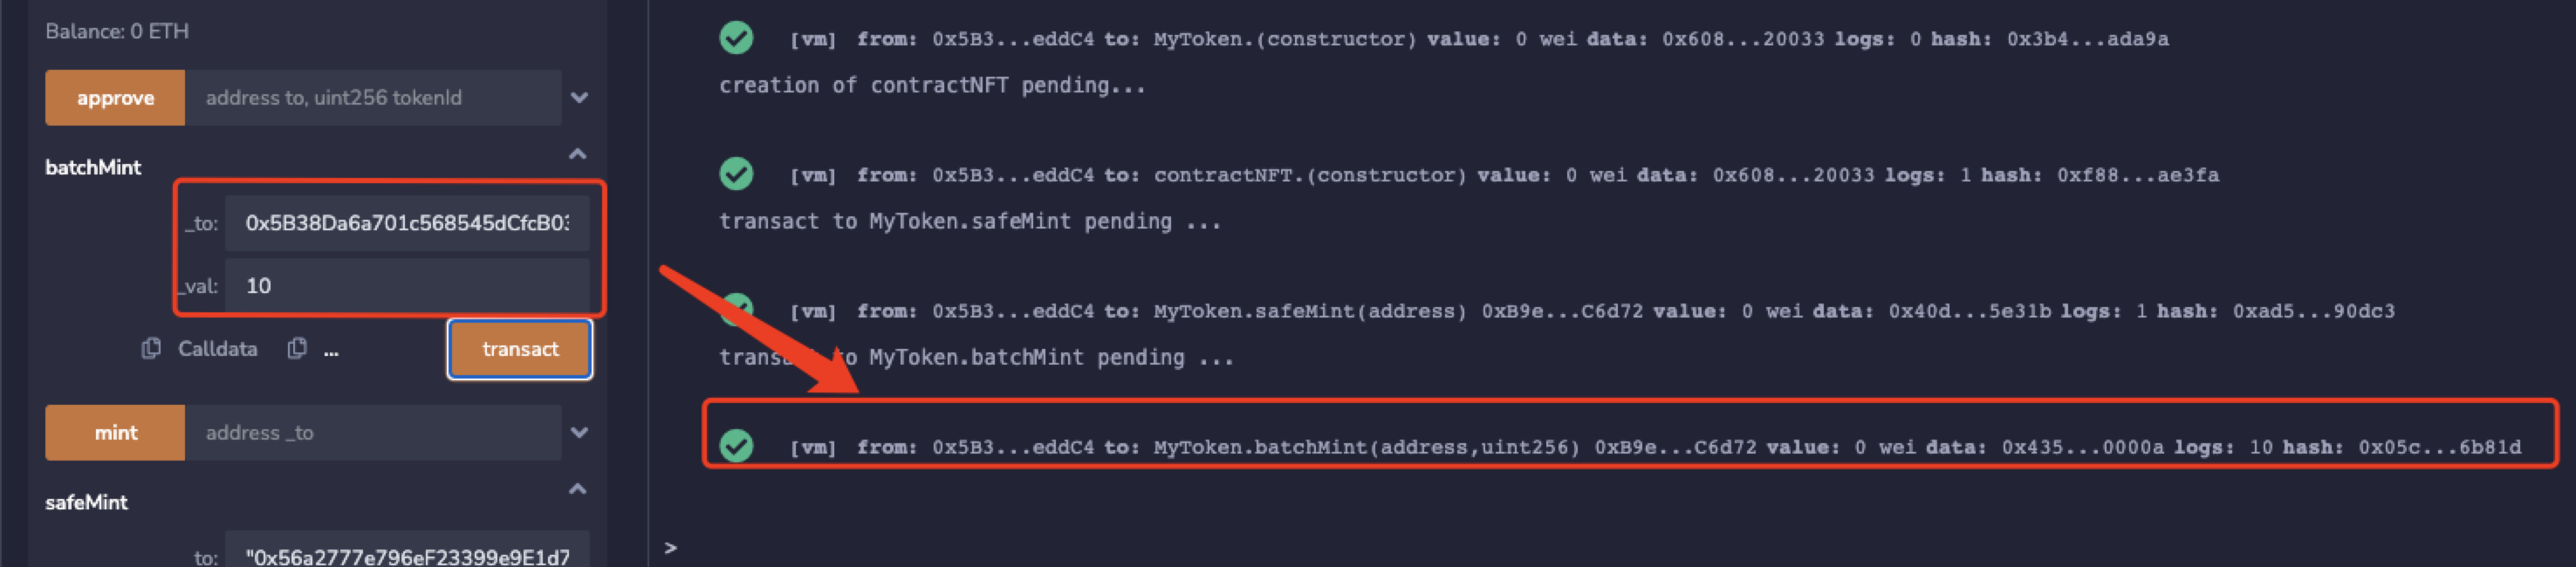 Balance: 0 ETH
approve address to, uint256 tokenId
batchMint
_to: 0x5B38Da6a701c568545dCfcB03
_val: 10
Calldata ... transact
mint address _to
safeMint
to: "0x56a2777e796eF23399e9E1d7
[vm] from: 0x5B3...eddC4 to: MyToken.(constructor) value: 0 wei data: 0x608...20033 logs: 0 hash: 0x3b4...ada9a
creation of contractNFT pending...
[vm] from: 0x5B3...eddC4 to: contractNFT.(constructor) value: 0 wei data: 0x608...20033 logs: 1 hash: 0xf88...ae3fa
transact to MyToken.safeMint pending ...
[vm] from: 0x5B3...eddC4 to: MyToken.safeMint(address) 0xB9e...C6d72 value: 0 wei data: 0x40d...5e31b logs: 1 hash: 0xad5...90dc3
transact to MyToken.batchMint pending ...
[vm] from: 0x5B3...eddC4 to: MyToken.batchMint(address,uint256) 0xB9e...C6d72 value: 0 wei data: 0x435...0000a logs: 10 hash: 0x05c...6b81d
>